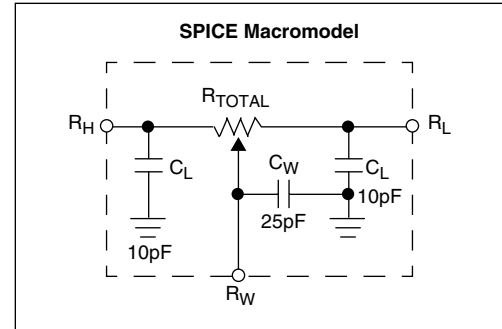 SPICE Macromodel
R_TOTAL
R_H
R_L
C_L
C_W
C_L
10pF
25pF
10pF
R_W